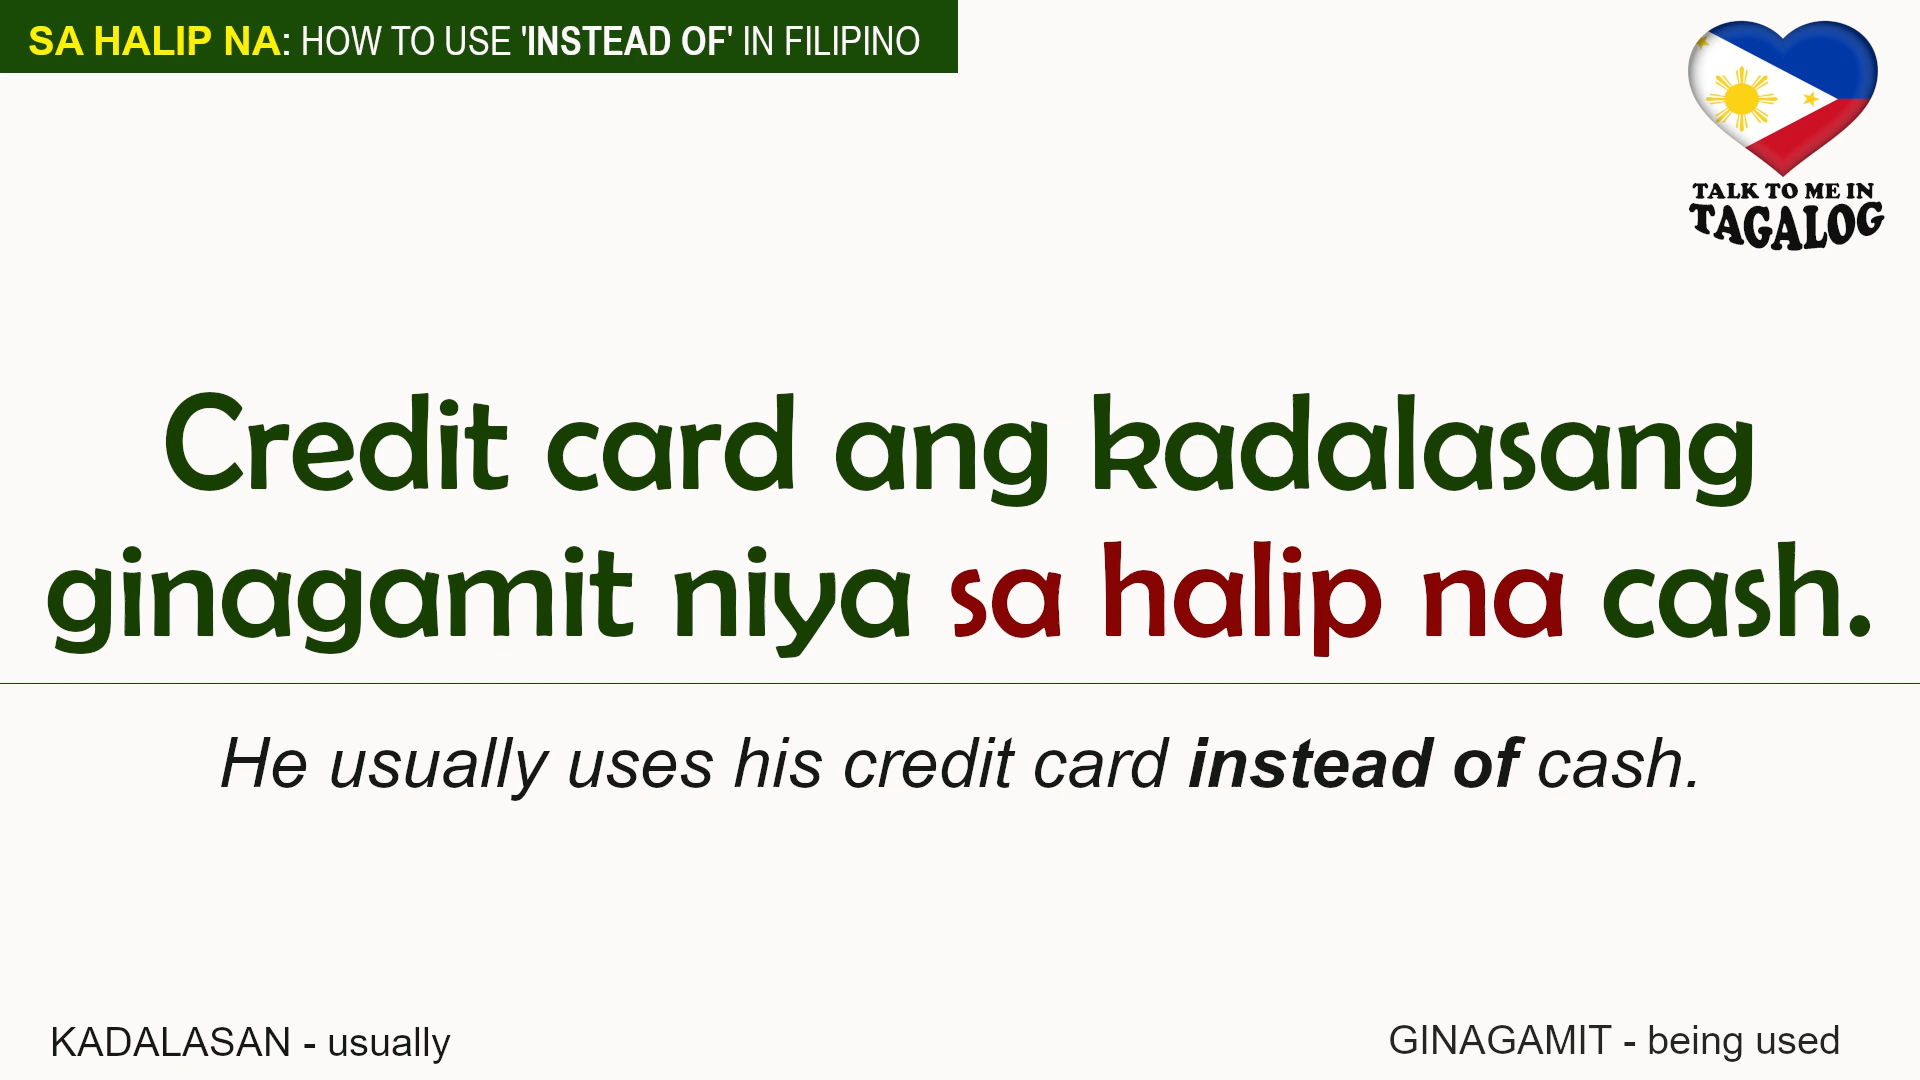 SA HALIP NA: HOW TO USE 'INSTEAD OF' IN FILIPINO
TALK TO ME IN
TAGALOG
Credit card ang kadalasang
ginagamit niya sa halip na cash.
He usually uses his credit card instead of cash.
KADALASAN - usually
GINAGAMIT - being used